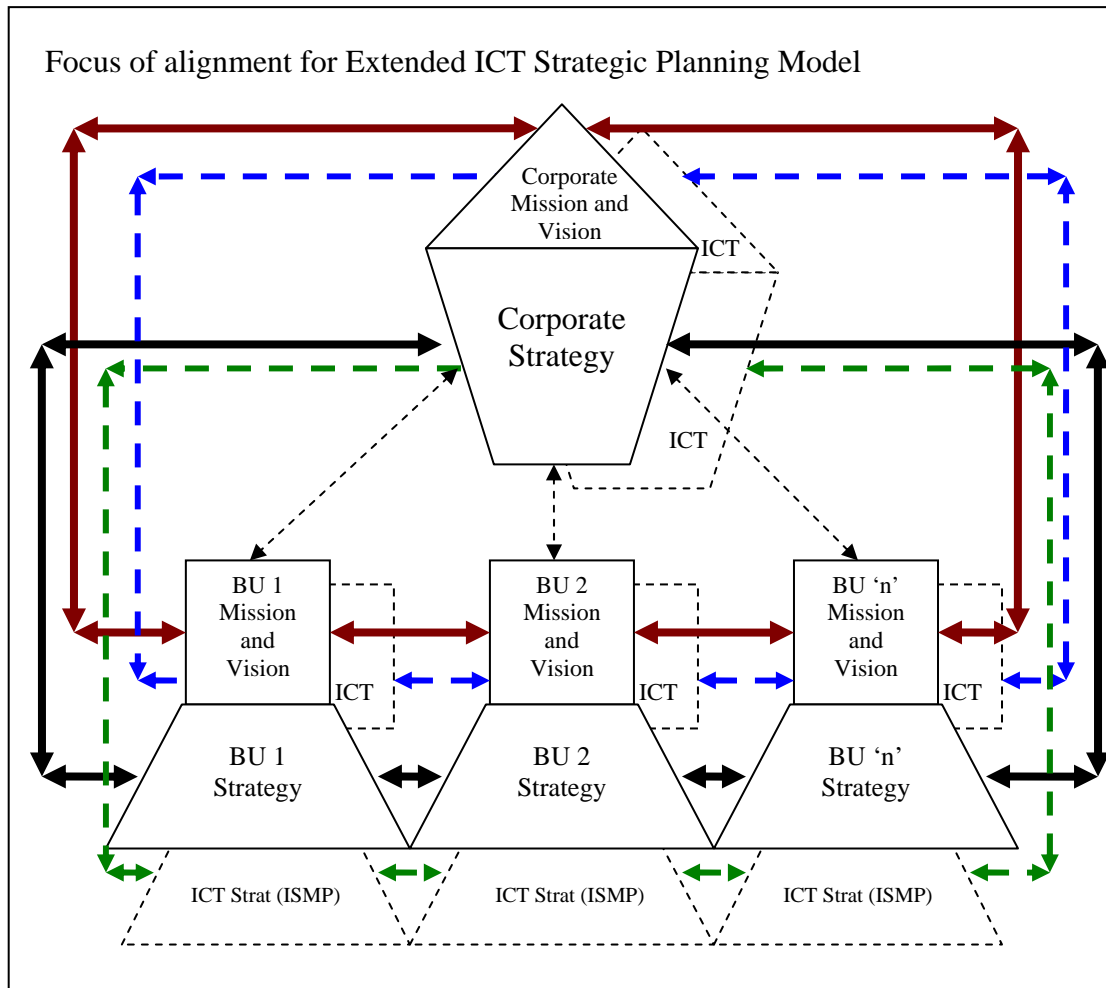 Focus of alignment for Extended ICT Strategic Planning Model
Corporate
Mission and
Vision
ICT
Corporate
Strategy
ICT
BU 1
Mission
and
Vision
ICT
BU 2
Mission
and
Vision
ICT
BU ‘n’
Mission
and
Vision
ICT
BU 1
Strategy
BU 2
Strategy
BU ‘n’
Strategy
ICT Strat (ISMP)
ICT Strat (ISMP)
ICT Strat (ISMP)